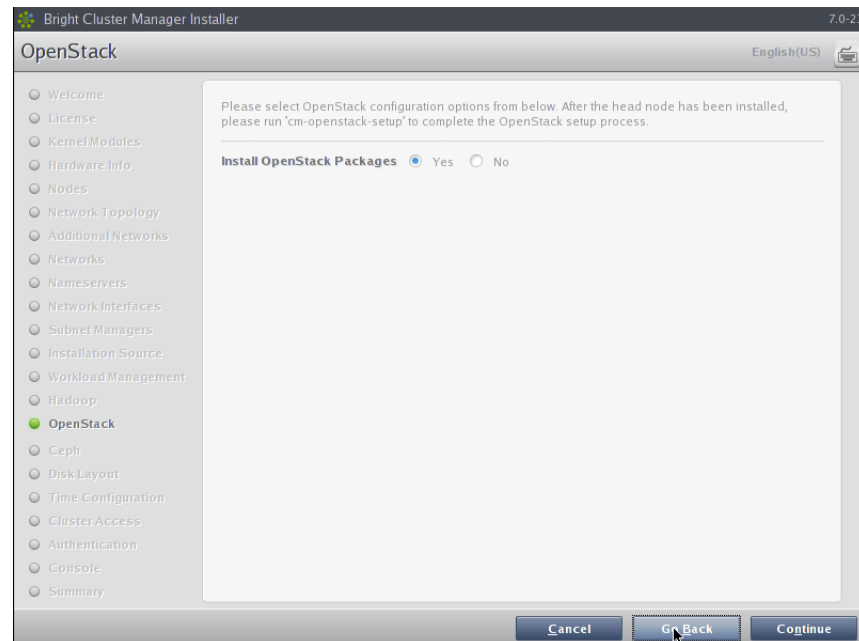 Bright Cluster Manager Installer
OpenStack
English(US)
Welcome
License
Kernel Modules
Hardware Info
Nodes
Network Topology
Additional Networks
Networks
Nameservers
Network Interfaces
Subnet Managers
Installation Source
Workload Management
Hadoop
OpenStack
Ceph
Disk Layout
Time Configuration
Cluster Access
Authentication
Console
Summary
Please select OpenStack configuration options from below. After the head node has been installed,
please run 'cm-openstack-setup' to complete the OpenStack setup process.
Install OpenStack Packages Yes No
Cancel Go Back Continue